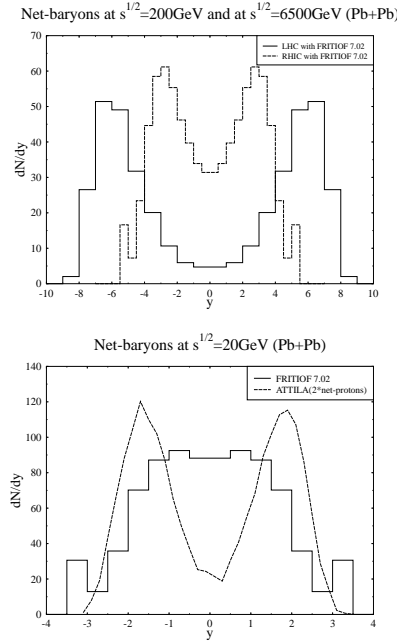 Net-baryons at s^1/2=200GeV and at s^1/2=6500GeV (Pb+Pb)
LHC with FRITIOF 7.02
RHIC with FRITIOF 7.02
70
60
50
40
30
20
10
0
dN/dy
-10 -8 -6 -4 -2 0 2 4 6 8 10
y
Net-baryons at s^1/2=20GeV (Pb+Pb)
FRITIOF 7.02
ATTILA(2*net-protons)
140
120
100
80
60
40
20
0
dN/dy
-4 -3 -2 -1 0 1 2 3 4
y